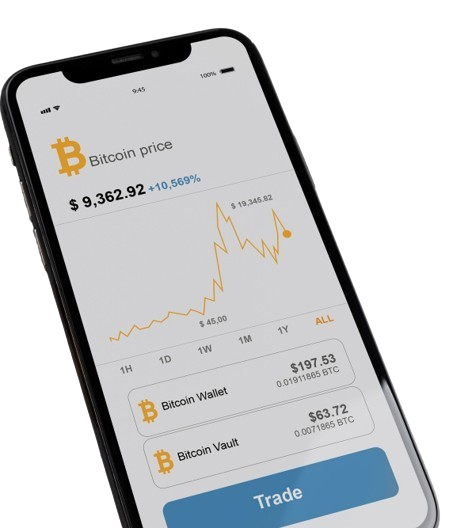 9:45
100%
Bitcoin price
$ 9,362.92 +10,569%
$ 19,345.82
$ 45,00
1H 1D 1W 1M 1Y ALL
Bitcoin Wallet
$197.53
0.01911865 BTC
Bitcoin Vault
$63.72
0.0071865 BTC
Trade